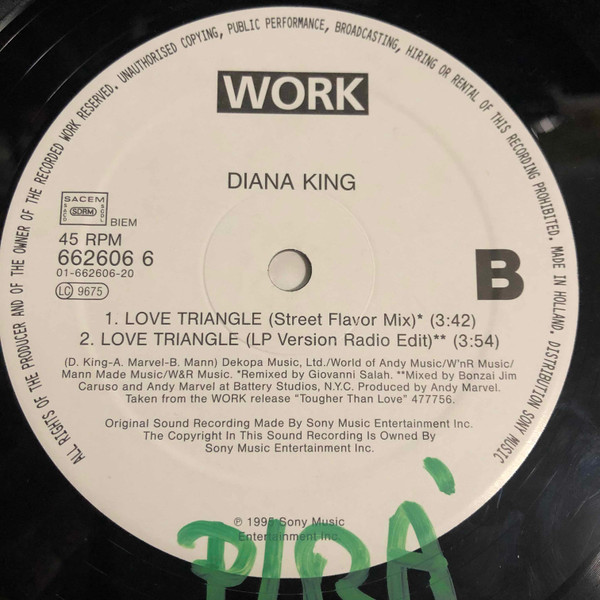 ALL RIGHTS OF THE PRODUCER AND OF THE OWNER OF THE RECORDED WORK RESERVED. UNAUTHORISED COPYING, PUBLIC PERFORMANCE, BROADCASTING, HIRING OR RENTAL OF THIS RECORDING PROHIBITED. MADE IN HOLLAND. DISTRIBUTION SONY MUSIC
WORK
DIANA KING
SACEM
SDRM
BIEM
45 RPM
662606 6
01-662606-20
LC 9675
B
1. LOVE TRIANGLE (Street Flavor Mix)* (3:42)
2. LOVE TRIANGLE (LP Version Radio Edit)** (3:54)
(D. King-A. Marvel-B. Mann) Dekopa Music, Ltd./World of Andy Music/W'nR Music/
Mann Made Music/W&R Music. *Remixed by Giovanni Salah. **Mixed by Bonzai Jim
Caruso and Andy Marvel at Battery Studios, N.Y.C. Produced by Andy Marvel.
Taken from the WORK release "Tougher Than Love" 477756.
Original Sound Recording Made By Sony Music Entertainment Inc.
The Copyright In This Sound Recording Is Owned By
Sony Music Entertainment Inc.
℗ 1995 Sony Music
Entertainment Inc.
PIRÁ